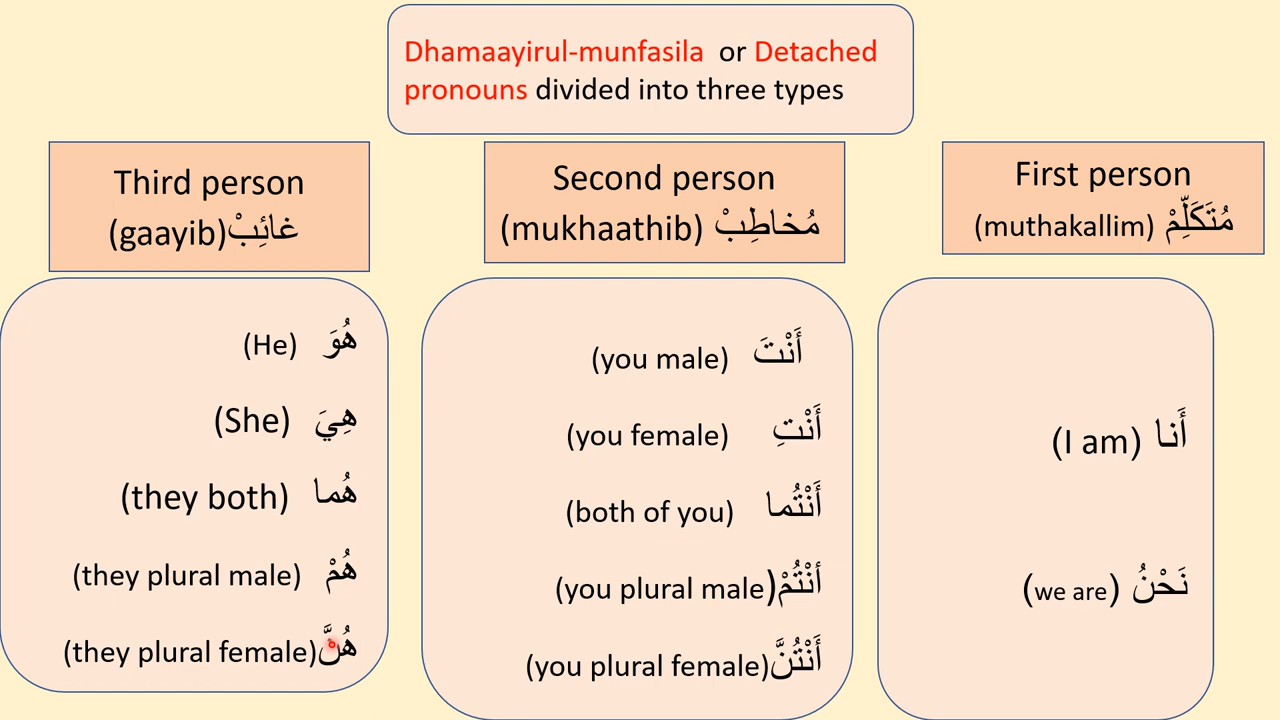 Dhamaayirul-munfasila or Detached
pronouns divided into three types
Third person
(gaayib)غائِبْ
(He) هُوَ
(She) هِيَ
(they both) هُما
(they plural male) هُمْ
(they plural female)هُنَّ
Second person
(mukhaathib) مُخاطِبْ
(you male) أَنْتَ
(you female) أَنْتِ
(both of you) أَنْتُما
(you plural male)أنْتُمْ
(you plural female)أَنْتُنَّ
First person
(muthakallim) مُتَكَلِّمْ
(I am) أَنا
(we are) نَحْنُ